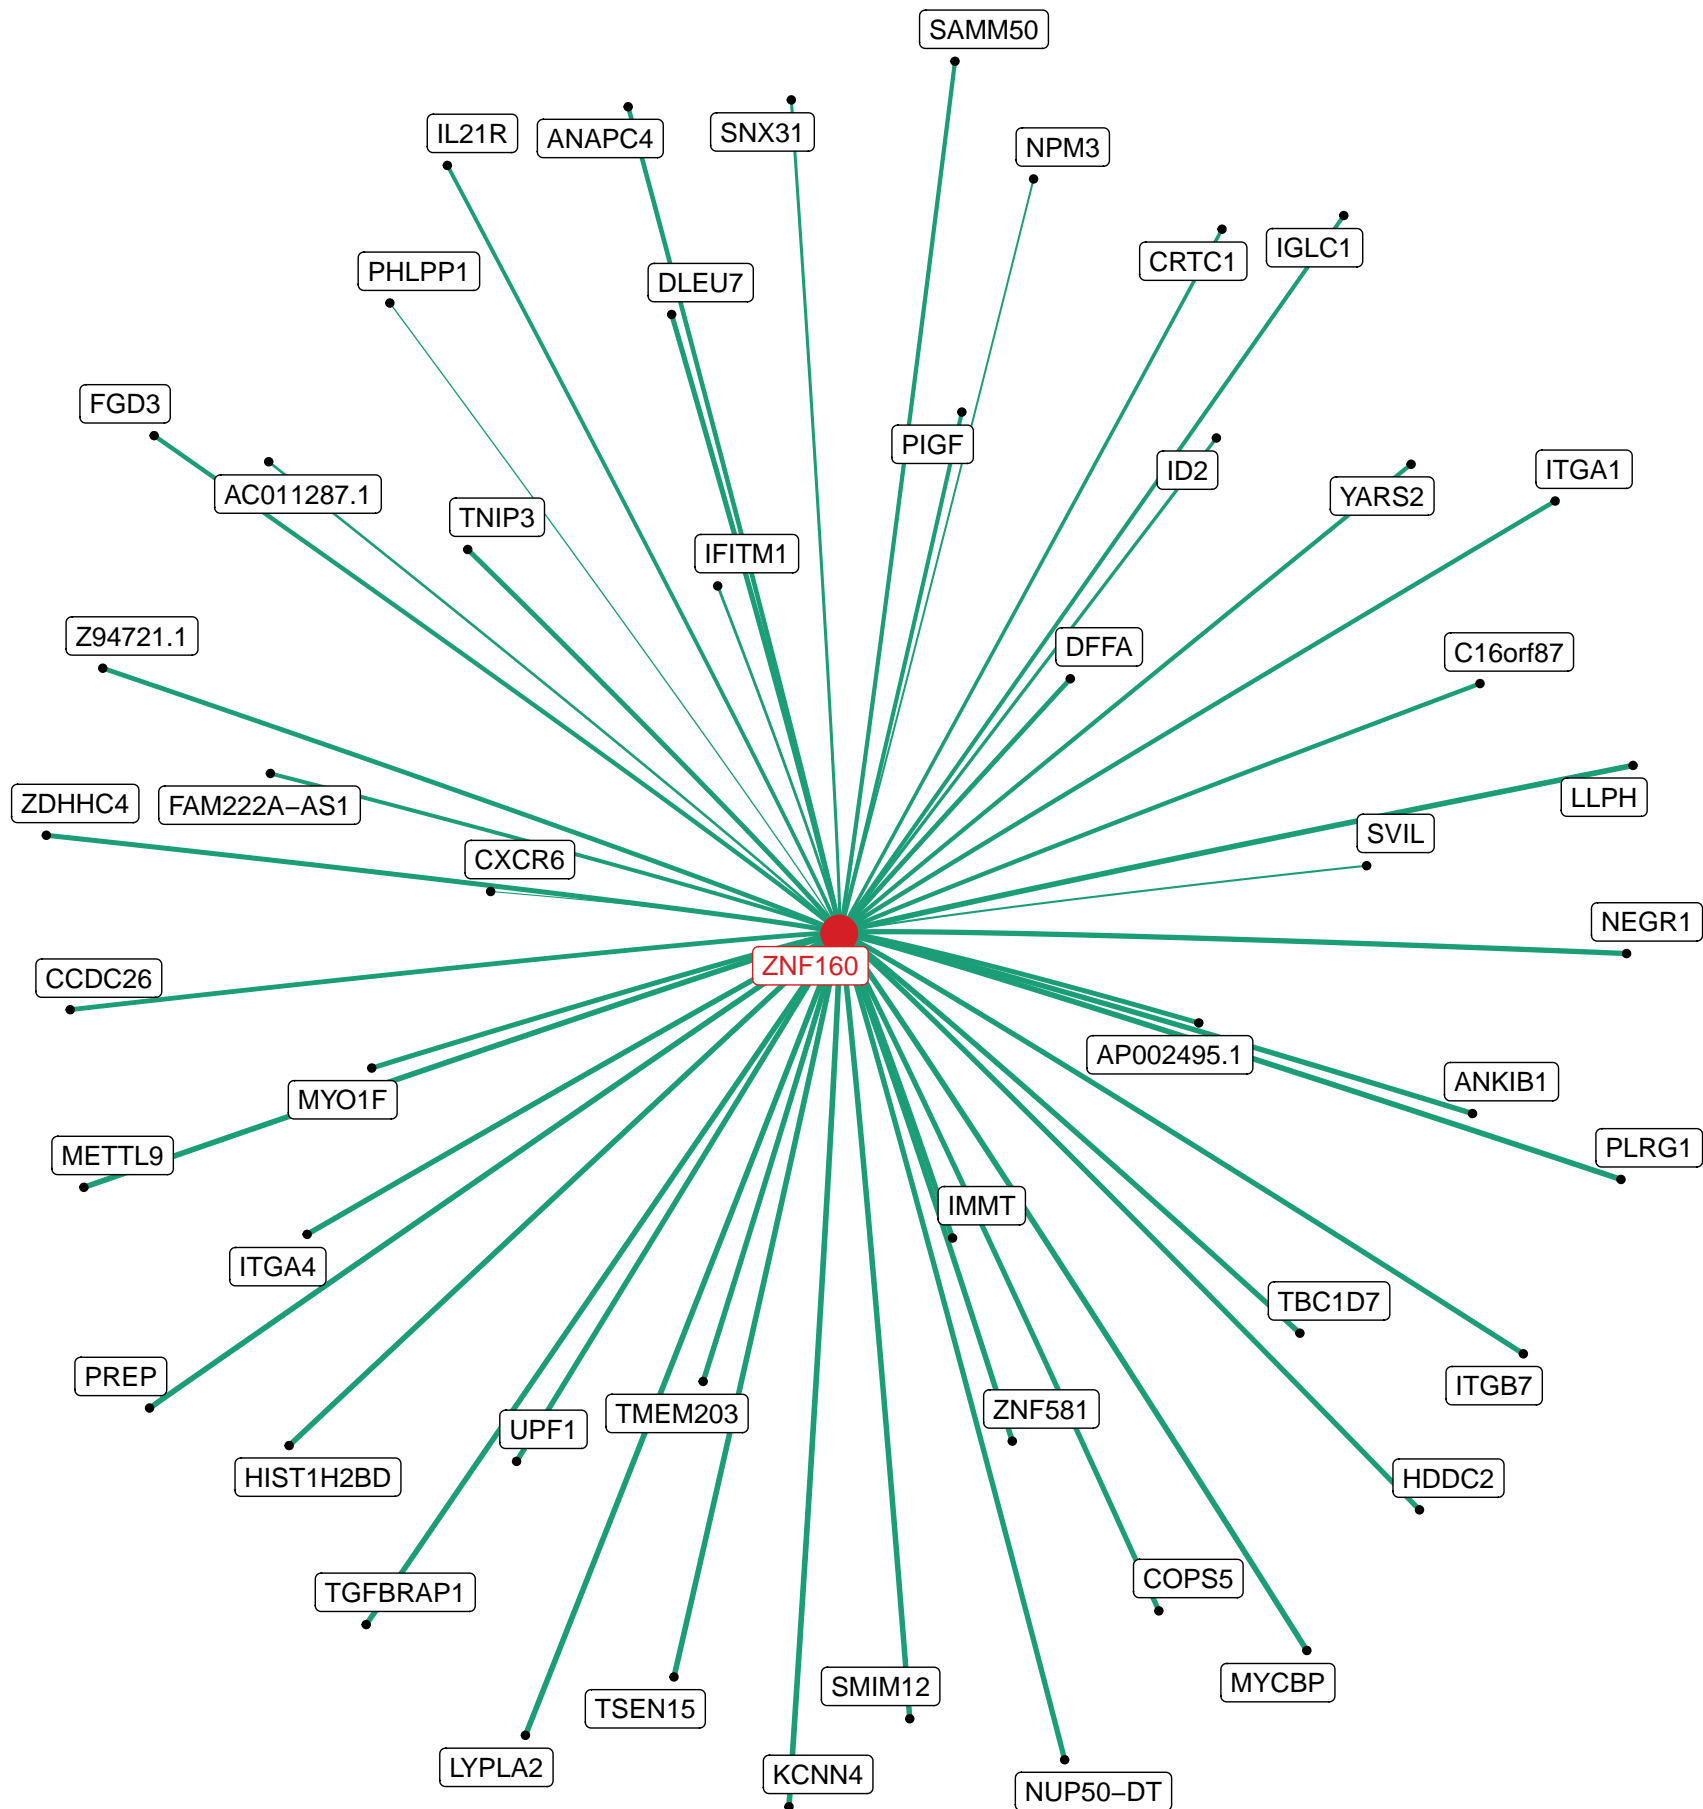 SAMM50
IL21R
ANAPC4
SNX31
NPM3
IGLC1
CRTC1
PHLPP1
DLEU7
FGD3
PIGF
ID2
ITGA1
AC011287.1
YARS2
TNIP3
IFITM1
Z94721.1
DFFA
C16orf87
ZDHHC4
FAM222A–AS1
LLPH
SVIL
CXCR6
NEGR1
ZNF160
CCDC26
AP002495.1
ANKIB1
MYO1F
METTL9
PLRG1
IMMT
ITGA4
TBC1D7
PREP
ITGB7
TMEM203
ZNF581
UPF1
HIST1H2BD
HDDC2
COPS5
TGFBRAP1
MYCBP
SMIM12
TSEN15
LYPLA2
KCNN4
NUP50–DT